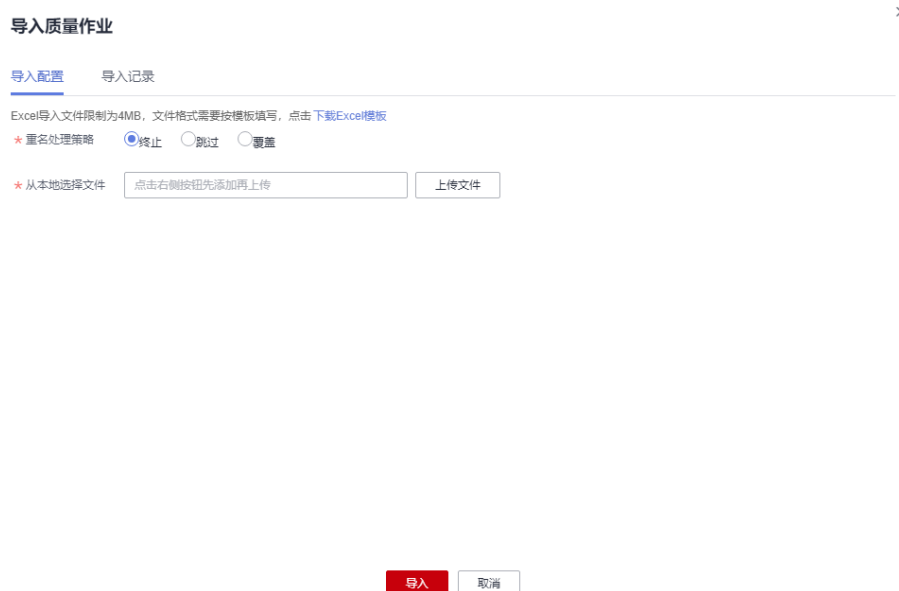 导入质量作业
导入配置 导入记录
Excel导入文件限制为4MB，文件格式需要按模板填写，点击 下载Excel模板
* 重名处理策略 终止 跳过 覆盖
* 从本地选择文件 点击右侧按钮先添加再上传 上传文件
导入 取消